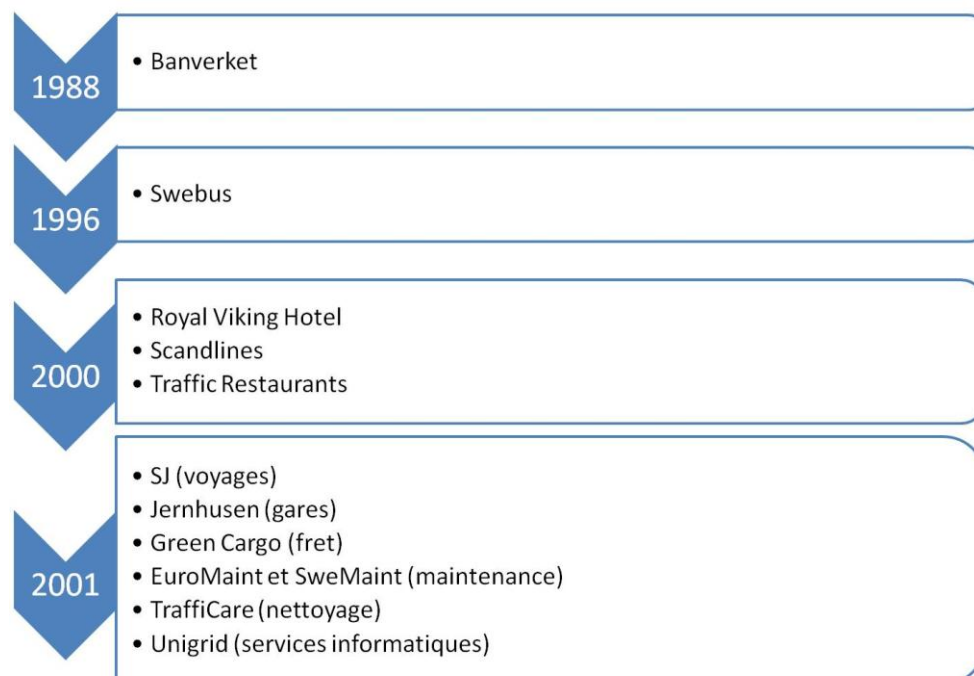 1988
• Banverket
1996
• Swebus
2000
• Royal Viking Hotel
• Scandlines
• Traffic Restaurants
2001
• SJ (voyages)
• Jernhusen (gares)
• Green Cargo (fret)
• EuroMaint et SweMaint (maintenance)
• TraffiCare (nettoyage)
• Unigrid (services informatiques)